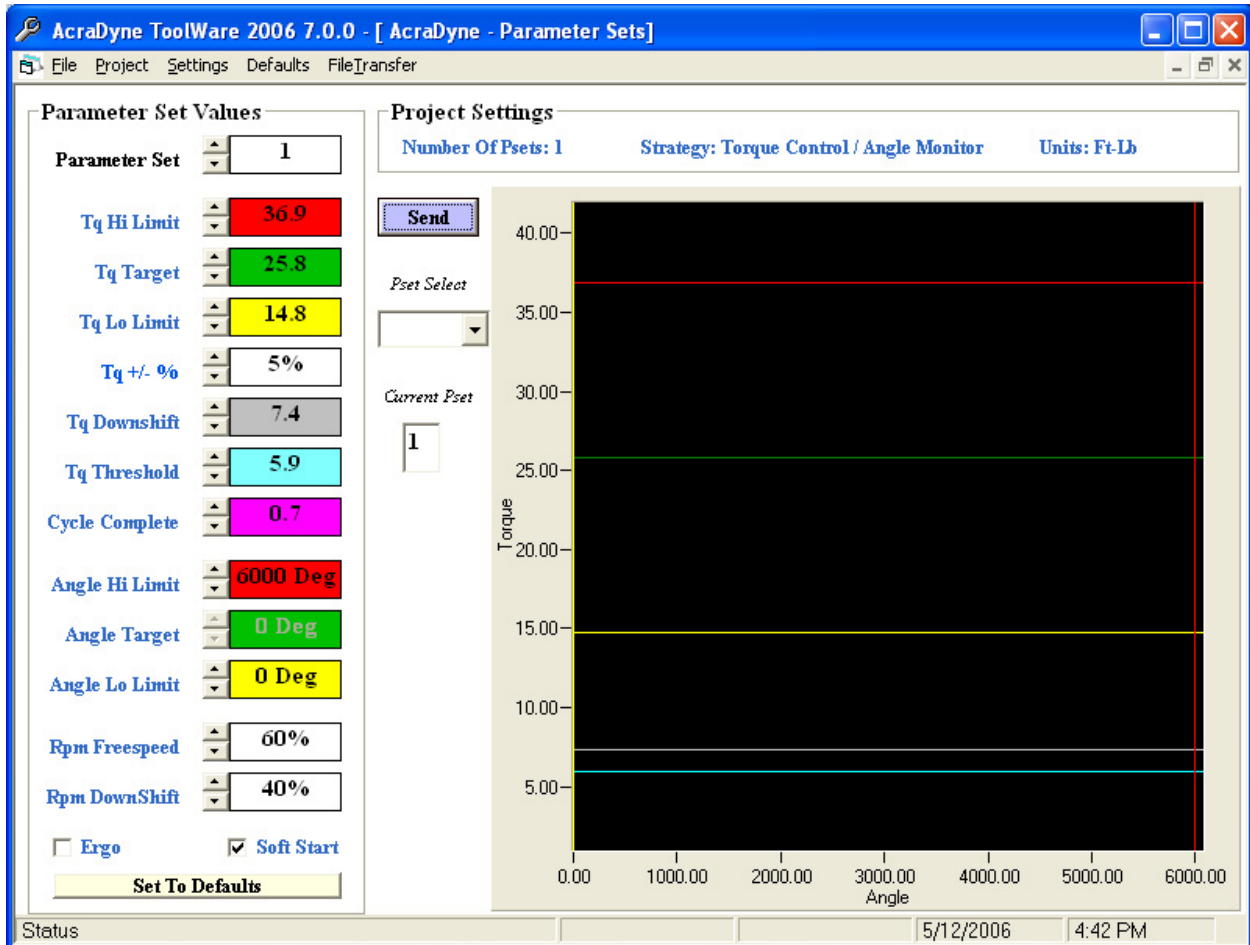 AcraDyne ToolWare 2006 7.0.0 - [ AcraDyne - Parameter Sets]
File Project Settings Defaults FileTransfer
Parameter Set Values
Parameter Set 1
Tq Hi Limit 36.9
Tq Target 25.8
Tq Lo Limit 14.8
Tq +/- % 5%
Tq Downshift 7.4
Tq Threshold 5.9
Cycle Complete 0.7
Angle Hi Limit 6000 Deg
Angle Target 0 Deg
Angle Lo Limit 0 Deg
Rpm Freespeed 60%
Rpm DownShift 40%
Ergo Soft Start
Set To Defaults
Project Settings
Number Of Psets: 1 Strategy: Torque Control / Angle Monitor Units: Ft-Lb
Send
Pset Select
Current Pset
1
40.00
35.00
30.00
25.00
20.00
15.00
10.00
5.00
Torque
0.00 1000.00 2000.00 3000.00 4000.00 5000.00 6000.00
Angle
Status 5/12/2006 4:42 PM